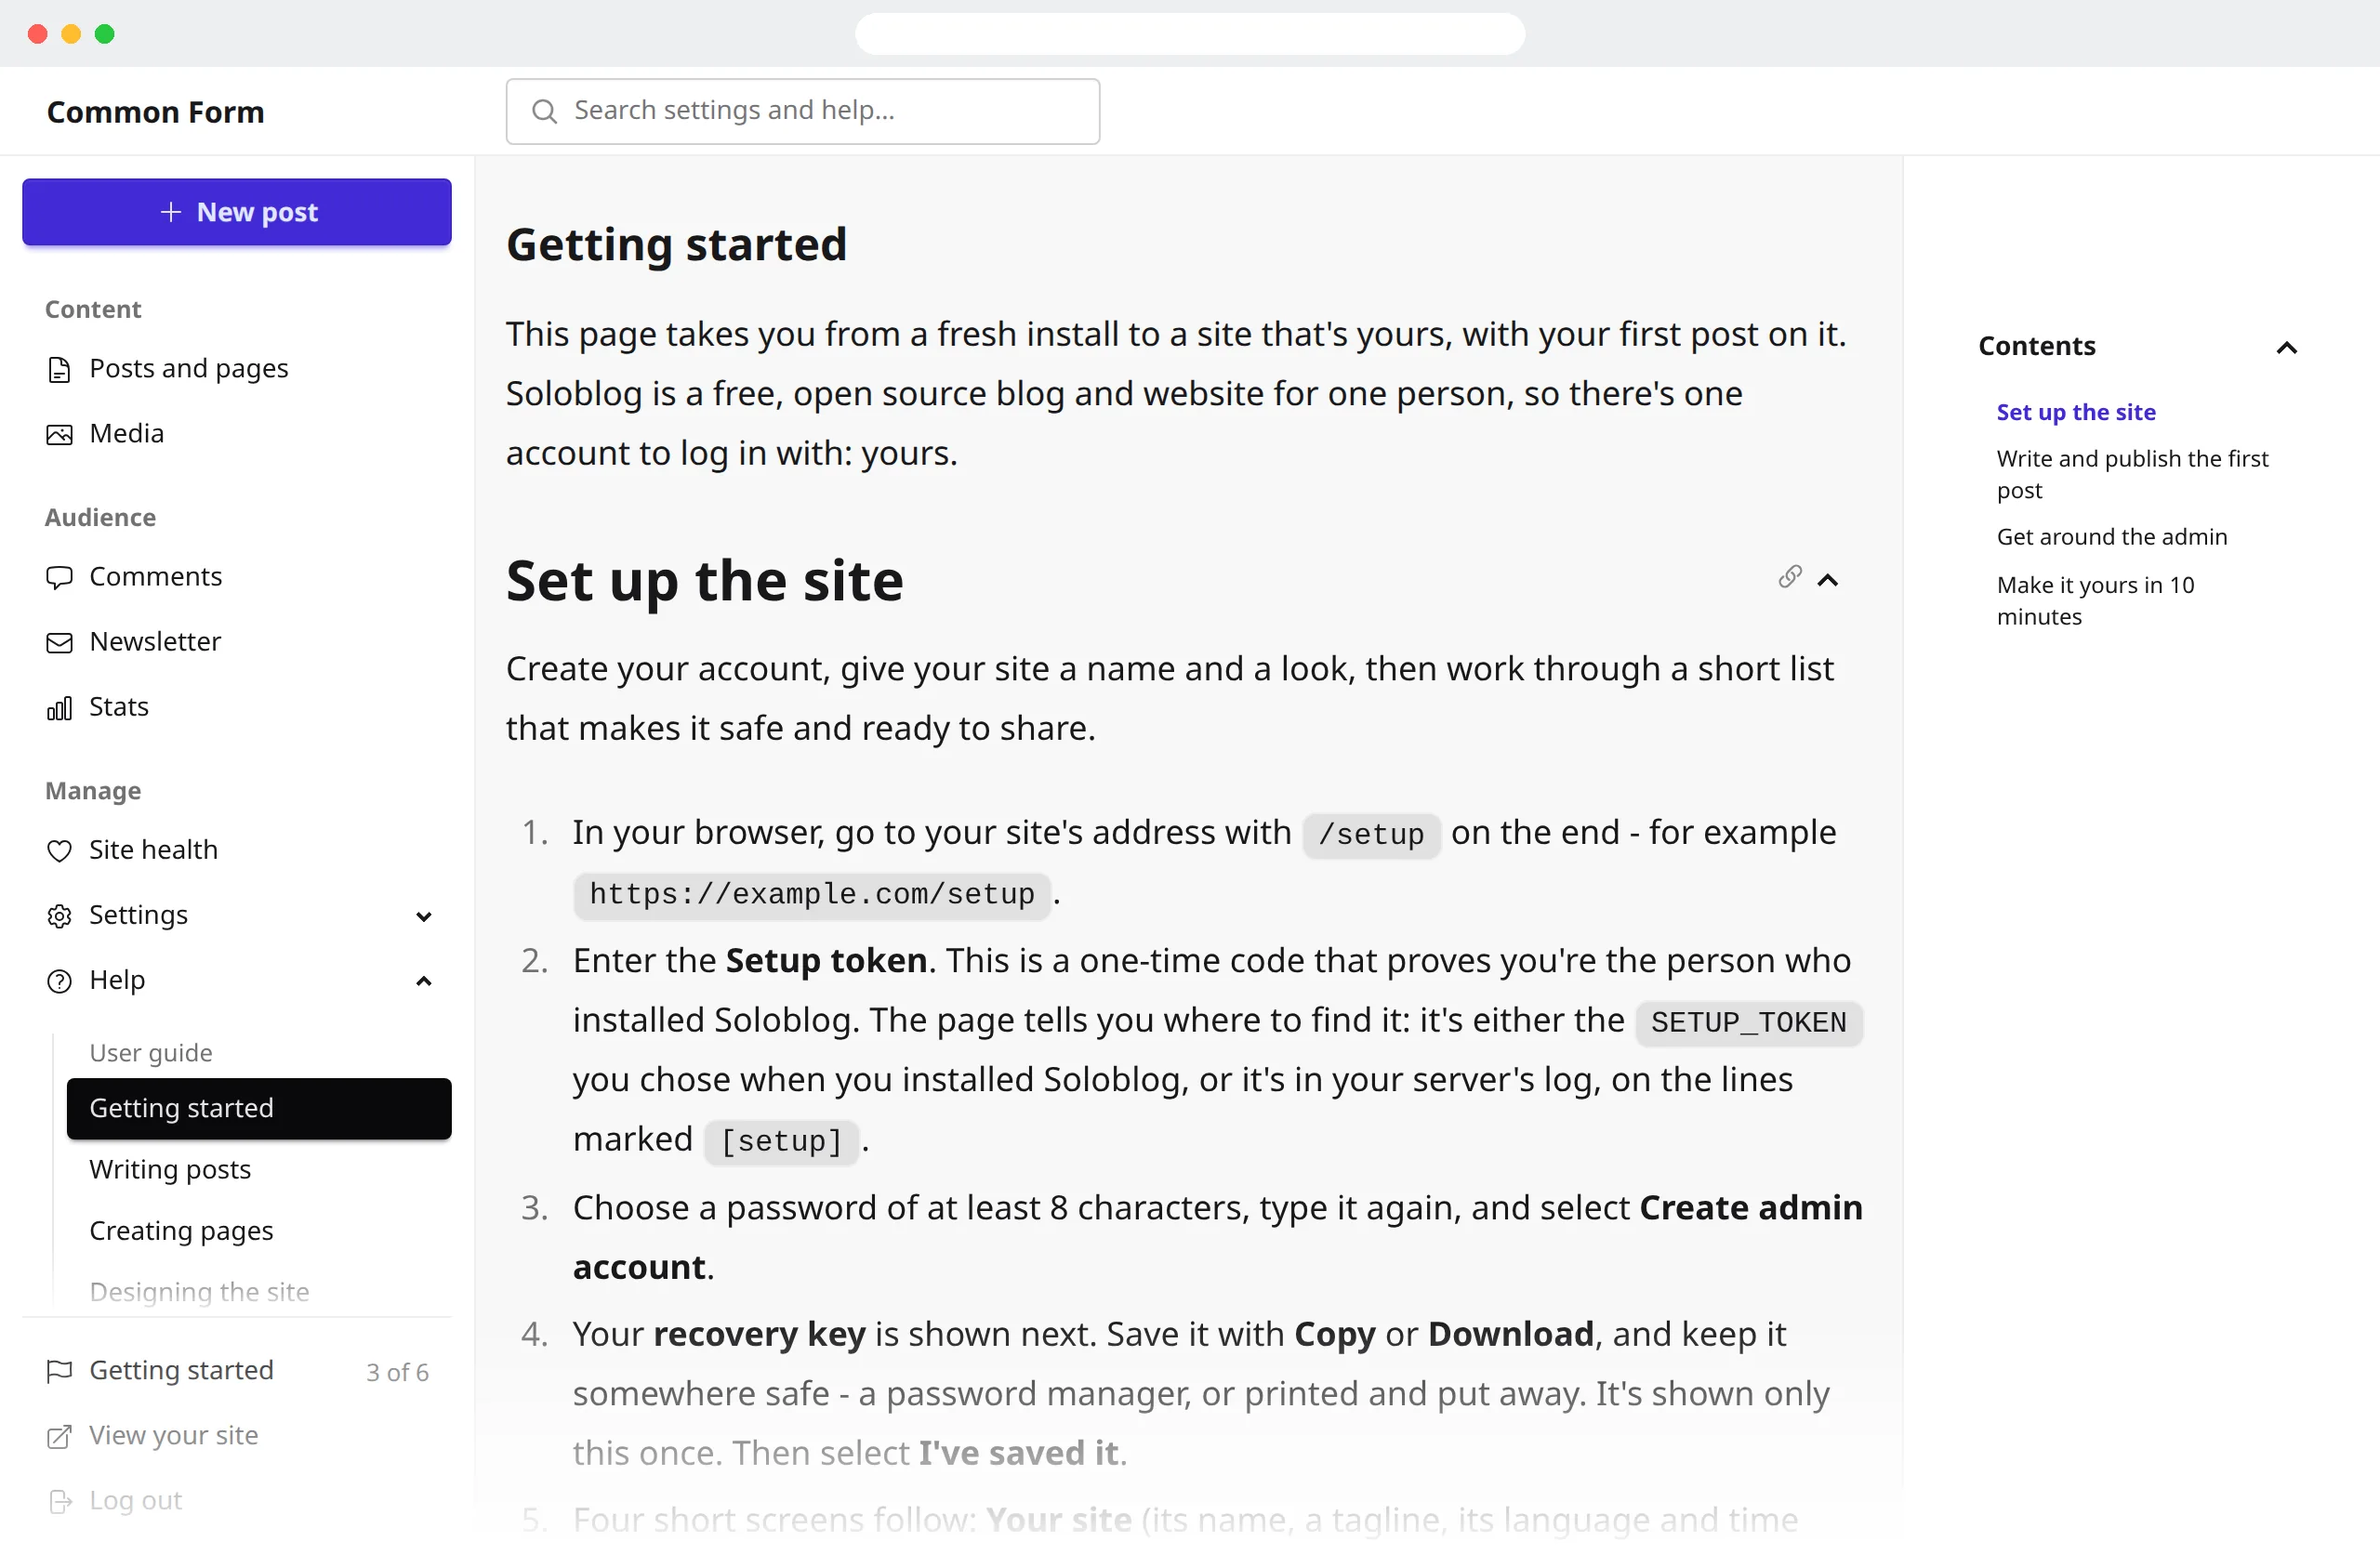 Common Form
Search settings and help...
New post
Content
Posts and pages
Media
Audience
Comments
Newsletter
Stats
Manage
Site health
Settings
Help
User guide
Getting started
Writing posts
Creating pages
Designing the site
Getting started 3 of 6
View your site
Log out
Getting started
This page takes you from a fresh install to a site that's yours, with your first post on it.
Soloblog is a free, open source blog and website for one person, so there's one
account to log in with: yours.
Set up the site
Create your account, give your site a name and a look, then work through a short list
that makes it safe and ready to share.
1. In your browser, go to your site's address with /setup on the end - for example
https://example.com/setup.
2. Enter the Setup token. This is a one-time code that proves you're the person who
installed Soloblog. The page tells you where to find it: it's either the SETUP_TOKEN
you chose when you installed Soloblog, or it's in your server's log, on the lines
marked [setup].
3. Choose a password of at least 8 characters, type it again, and select Create admin
account.
4. Your recovery key is shown next. Save it with Copy or Download, and keep it
somewhere safe - a password manager, or printed and put away. It's shown only
this once. Then select I've saved it.
5. Four short screens follow: Your site (its name, a tagline, its language and time
Contents
Set up the site
Write and publish the first
post
Get around the admin
Make it yours in 10
minutes